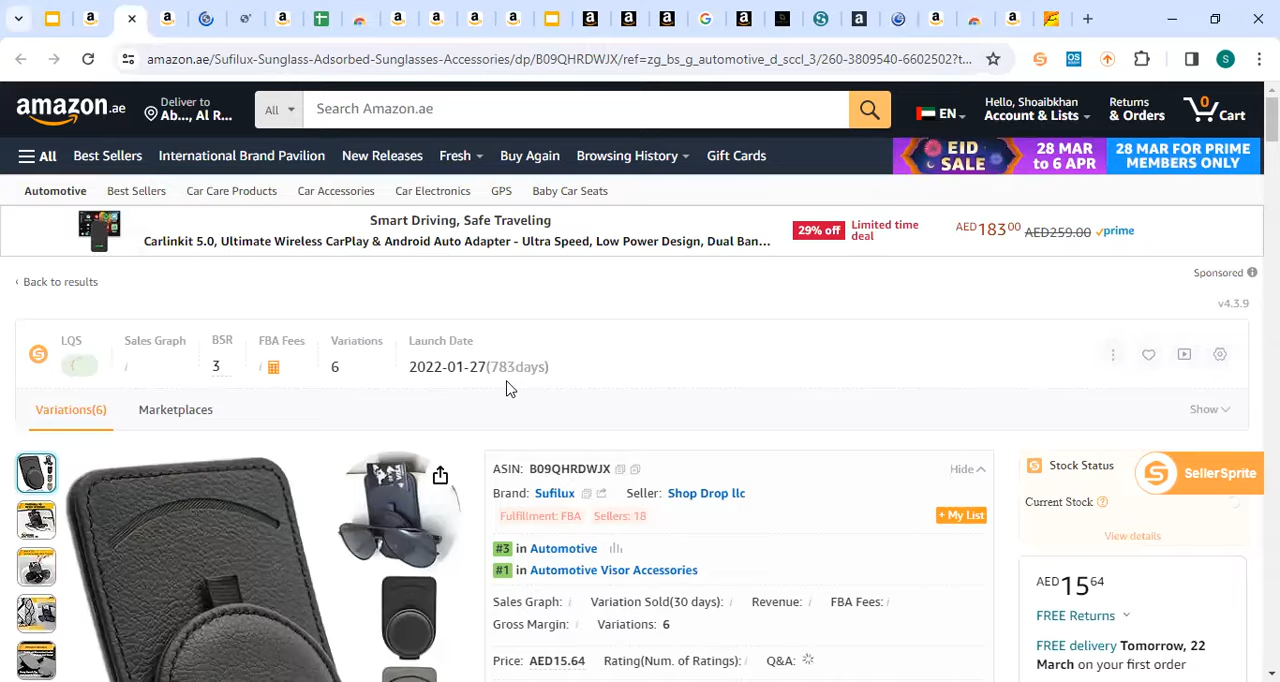 amazon.ae/Sufilux-Sunglass-AdsGrbed-Sunglasses-Accessories/dp/B09QHRDWJX/ref=zg_bs_g_automotive_d_sccl_3/260-3809540-6602502?t...
S
amazon.ae
Deliver to
Ab..., Al R...
All
Search Amazon.ae
EN
Hello, Shoaibkhan
Account & Lists
Returns
& Orders
0
Cart
All
Best Sellers
International Brand Pavilion
New Releases
Fresh
Buy Again
Browsing History
Gift Cards
EID
SALE
28 MAR
to 6 APR
28 MAR FOR PRIME
MEMBERS ONLY
Automotive
Best Sellers
Car Care Products
Car Accessories
Car Electronics
GPS
Baby Car Seats
Smart Driving, Safe Traveling
Carlinkit 5.0, Ultimate Wireless CarPlay & Android Auto Adapter - Ultra Speed, Low Power Design, Dual Ban...
29% off
Limited time
deal
AED183.00
AED259.00
prime
‹ Back to results
Sponsored
v4.3.9
LQS
Sales Graph
BSR
FBA Fees
Variations
Launch Date
3
6
2022-01-27(783days)
Variations(6)
Marketplaces
Show
ASIN: B09QHRDWJX
Hide
Brand: Sufilux
Seller: Shop Drop llc
Fulfillment: FBA
Sellers: 18
+ My List
#3 in Automotive
#1 in Automotive Visor Accessories
Sales Graph:
Variation Sold(30 days):
Revenue:
FBA Fees:
Gross Margin:
Variations: 6
Price: AED15.64
Rating(Num. of Ratings):
Q&A:
Stock Status
SellerSprite
Current Stock
View details
AED15.64
FREE Returns
FREE delivery Tomorrow, 22
March on your first order